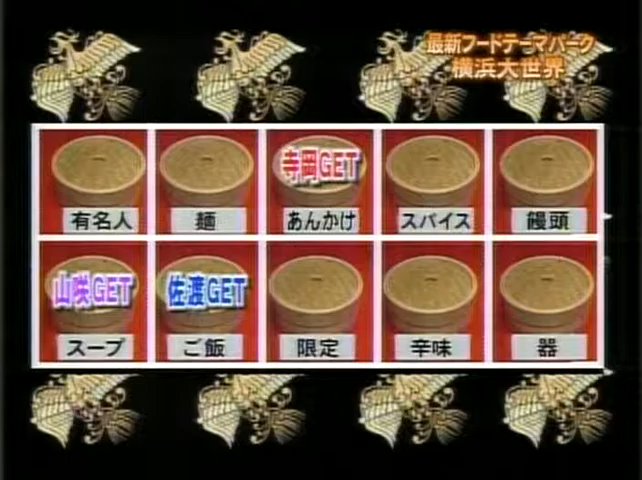 最新フードテーマパーク
横浜大世界
寺岡GET
有名人
麺
あんかけ
スパイス
饅頭
山咲GET
佐渡GET
スープ
ご飯
限定
辛味
器